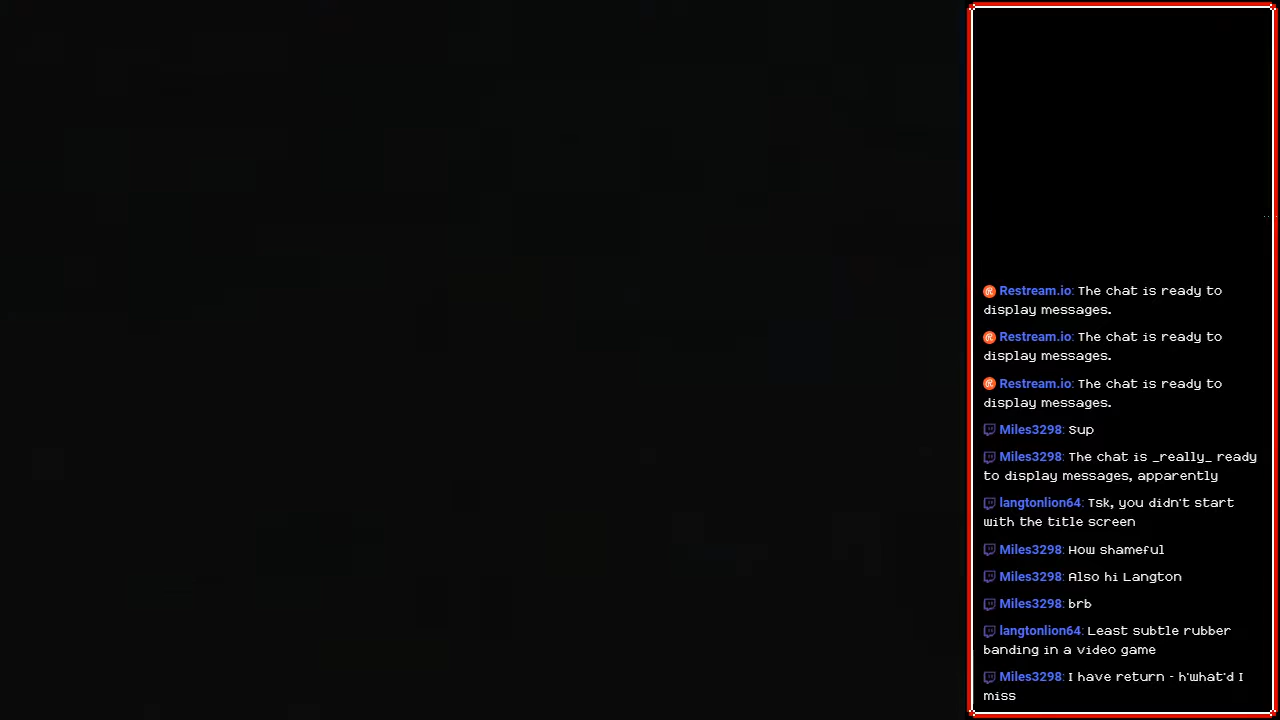 Restream.io: The chat is ready to
display messages.
Restream.io: The chat is ready to
display messages.
Restream.io: The chat is ready to
display messages.
Miles3298: Sup
Miles3298: The chat is _really_ ready
to display messages, apparently
langtonlion64: Tsk, you didn't start
with the title screen
Miles3298: How shameful
Miles3298: Also hi Langton
Miles3298: brb
langtonlion64: Least subtle rubber
banding in a video game
Miles3298: I have return - h'what'd I
miss